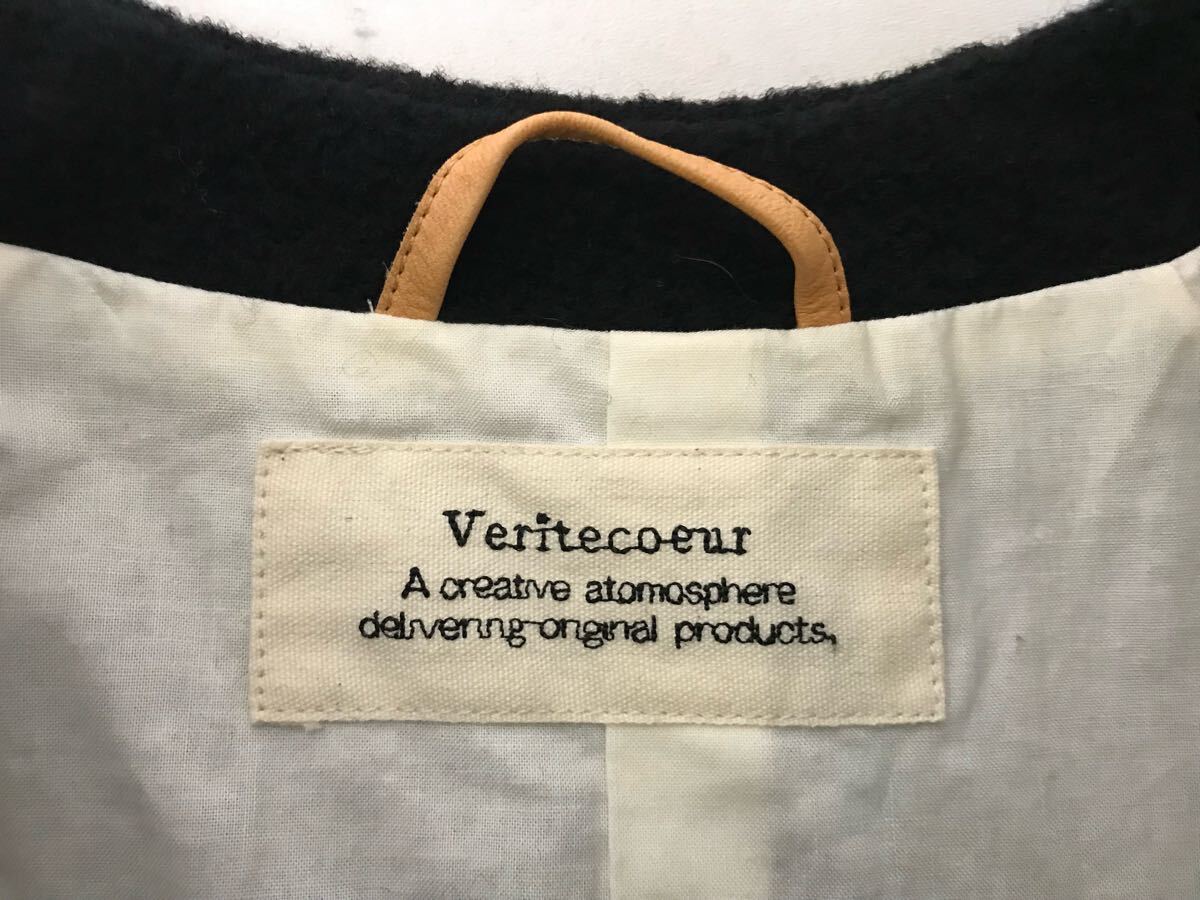 Veritecoeur
A creative atomosphere
delivering original products,